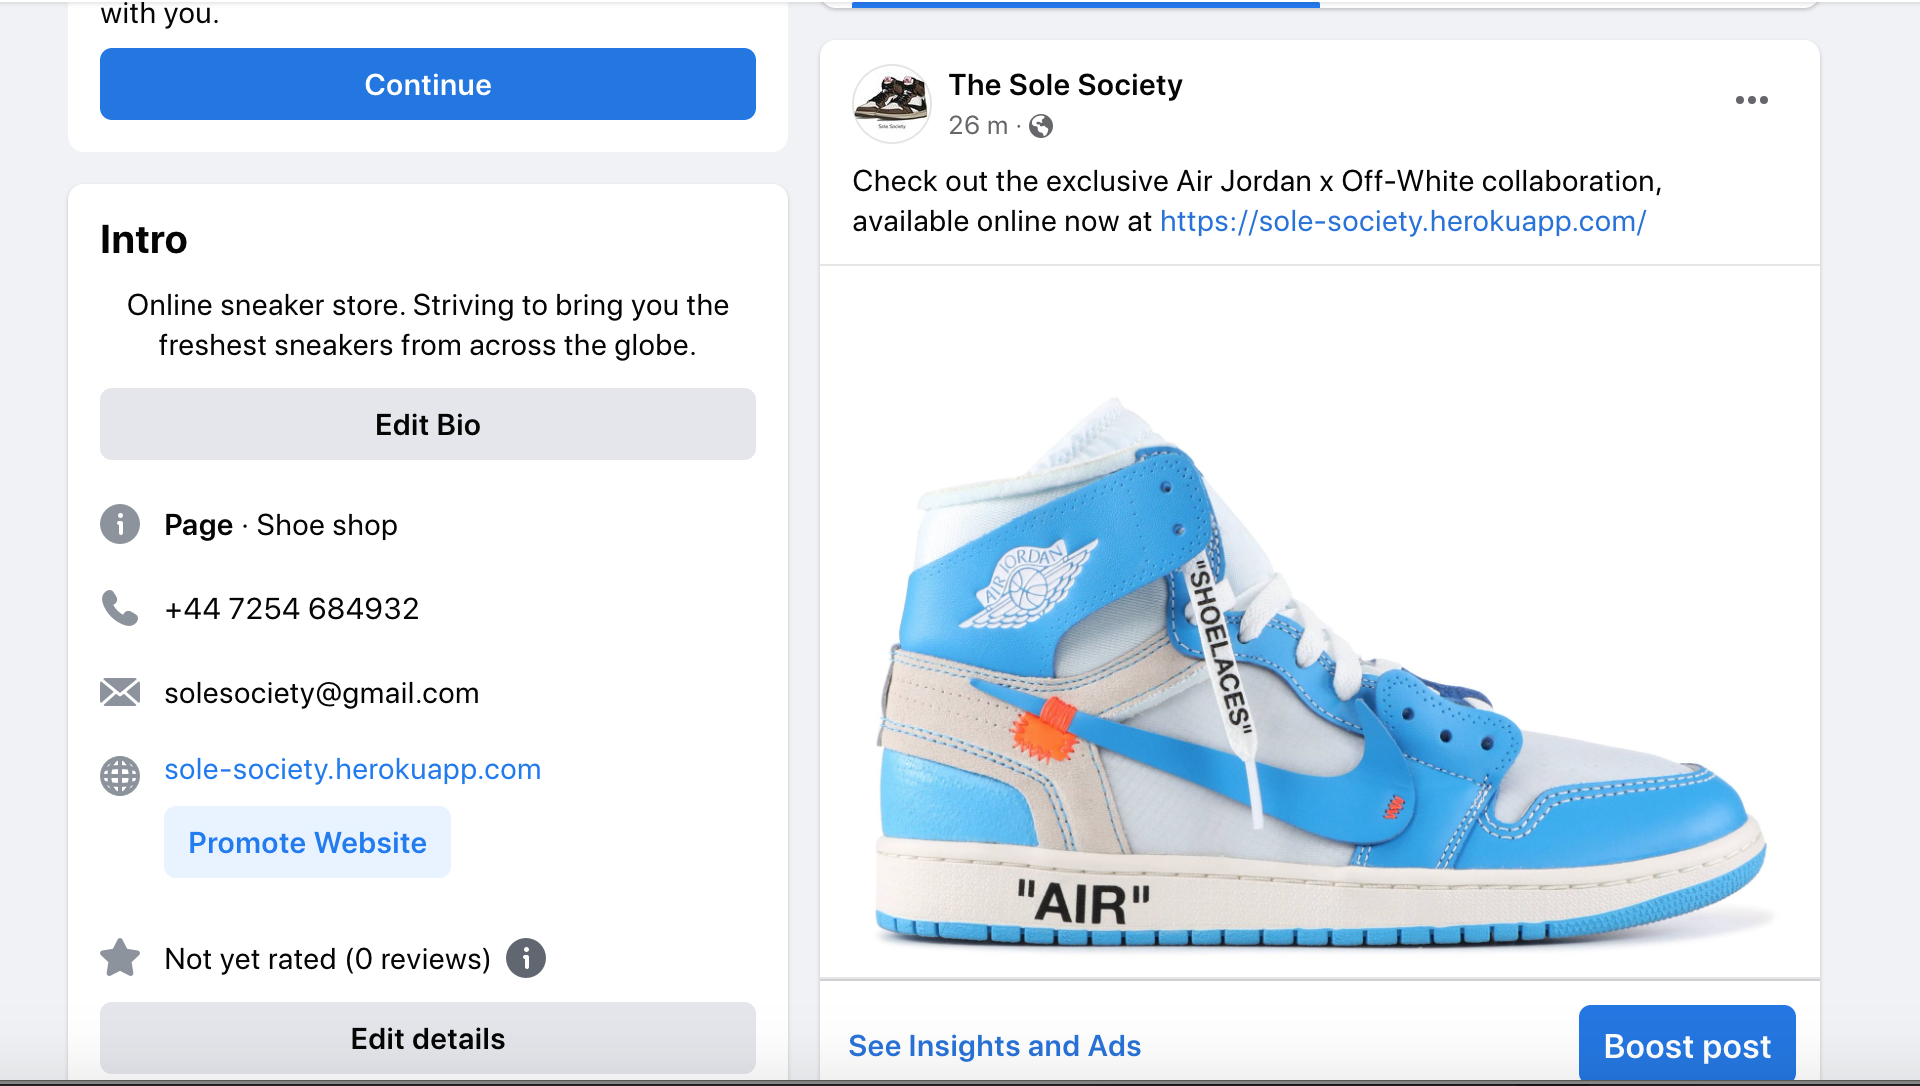 with you.
Continue
Intro
Online sneaker store. Striving to bring you the
freshest sneakers from across the globe.
Edit Bio
Page · Shoe shop
+44 7254 684932
solesociety@gmail.com
sole-society.herokuapp.com
Promote Website
Not yet rated (0 reviews)
Edit details
The Sole Society
26 m ·
Sole Society
Check out the exclusive Air Jordan x Off-White collaboration,
available online now at https://sole-society.herokuapp.com/
AIR JORDAN
"SHOELACES"
"AIR"
See Insights and Ads
Boost post